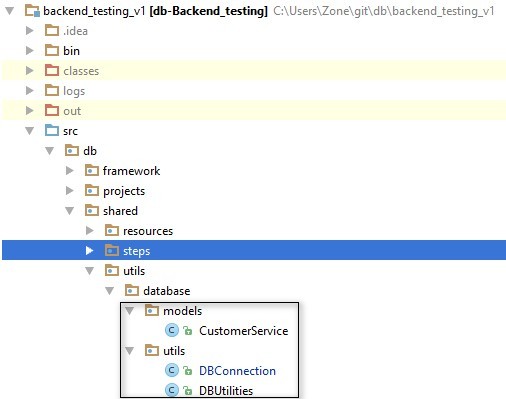 backend_testing_v1 [db-Backend_testing] C:\Users\Zone\git\db\backend_testing_v1
.idea
bin
classes
logs
out
src
db
framework
projects
shared
resources
steps
utils
database
models
CustomerService
utils
DBConnection
DBUtilities